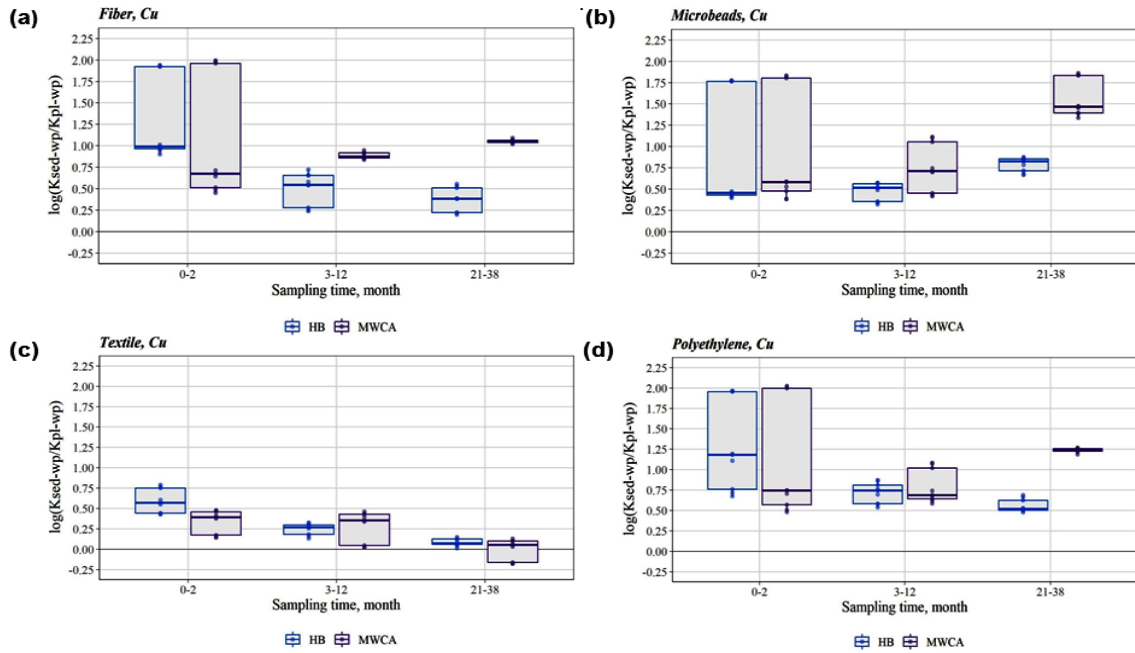 (a)
Fiber, Cu
log(Ksed-wp/Kpl-wp)
2.25
2.00
1.75
1.50
1.25
1.00
0.75
0.50
0.25
0.00
-0.25
0-2
3-12
21-38
Sampling time, month
HB
MWCA
(b)
Microbeads, Cu
log(Ksed-wp/Kpl-wp)
2.25
2.00
1.75
1.50
1.25
1.00
0.75
0.50
0.25
0.00
-0.25
0-2
3-12
21-38
Sampling time, month
HB
MWCA
(c)
Textile, Cu
log(Ksed-wp/Kpl-wp)
2.25
2.00
1.75
1.50
1.25
1.00
0.75
0.50
0.25
0.00
-0.25
0-2
3-12
21-38
Sampling time, month
HB
MWCA
(d)
Polyethylene, Cu
log(Ksed-wp/Kpl-wp)
2.25
2.00
1.75
1.50
1.25
1.00
0.75
0.50
0.25
0.00
-0.25
0-2
3-12
21-38
Sampling time, month
HB
MWCA